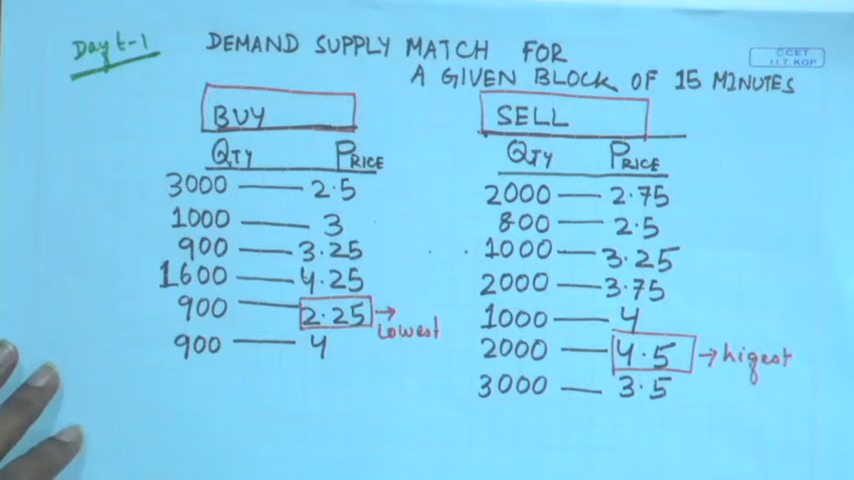 Day t-1
DEMAND SUPPLY MATCH FOR
A GIVEN BLOCK OF 15 MINUTES
CCET
I.I.T. KGP
BUY
QTY PRICE
3000 — 2.5
1000 — 3
900 — 3.25
1600 — 4.25
900 — 2.25 → Lowest
900 — 4
SELL
QTY PRICE
2000 — 2.75
800 — 2.5
1000 — 3.25
2000 — 3.75
1000 — 4
2000 — 4.5 → higest
3000 — 3.5